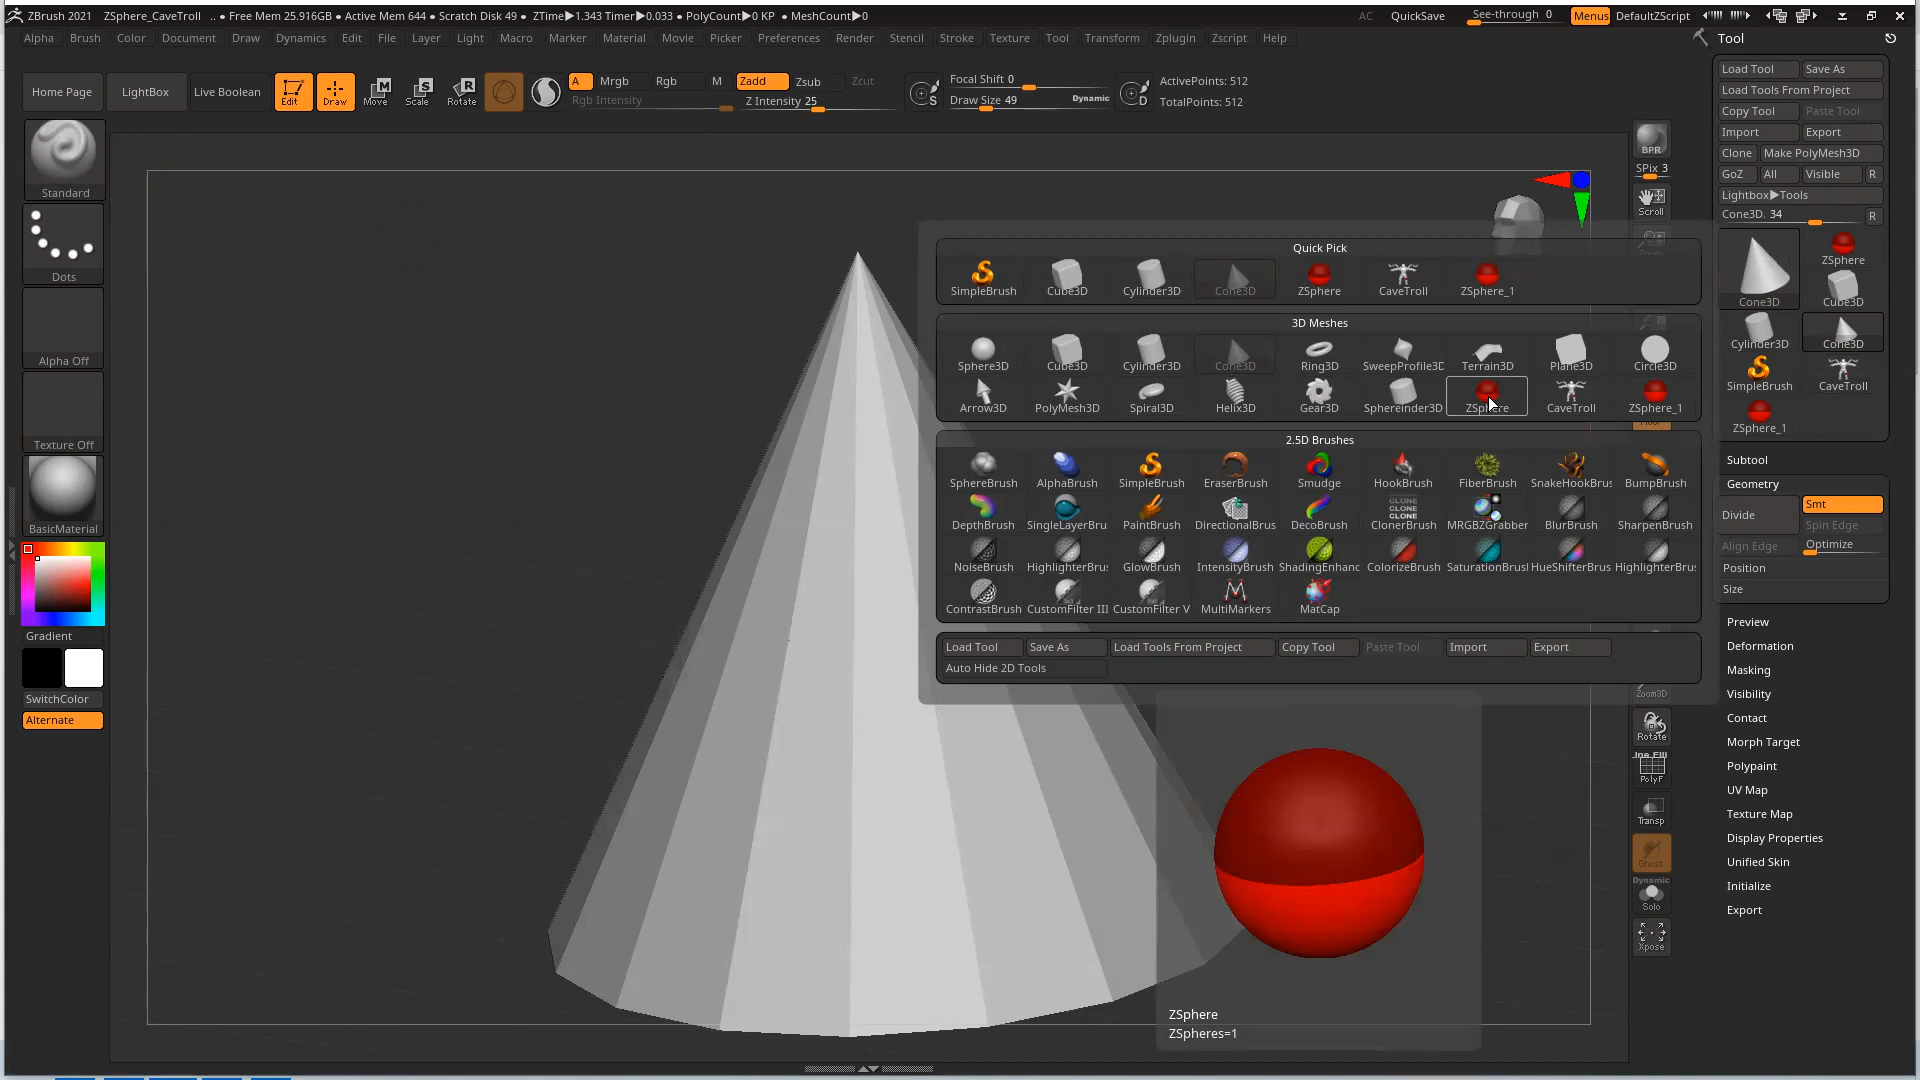 ZBrush 2021 ZSphere_CaveTroll .. • Free Mem 25.916GB • Active Mem 644 • Scratch Disk 49 • ZTime▶1.343 Timer▶0.033 • PolyCount▶0 KP • MeshCount▶0 AC QuickSave See-through 0 Menus DefaultZScript
Alpha Brush Color Document Draw Dynamics Edit File Layer Light Macro Marker Material Movie Picker Preferences Render Stencil Stroke Texture Tool Transform Zplugin Zscript Help
Home Page LightBox Live Boolean Edit Draw Move Scale Rotate
A Mrgb Rgb M Zadd Zsub Zcut
Rgb Intensity Z Intensity 25
Focal Shift 0
Draw Size 49 Dynamic
ActivePoints: 512
TotalPoints: 512
Standard
Dots
Alpha Off
Texture Off
BasicMaterial
Gradient
SwitchColor
Alternate
Quick Pick
SimpleBrush Cube3D Cylinder3D Cone3D ZSphere CaveTroll ZSphere_1
3D Meshes
Sphere3D Cube3D Cylinder3D Cone3D Ring3D SweepProfile3D Terrain3D Plane3D Circle3D
Arrow3D PolyMesh3D Spiral3D Helix3D Gear3D Sphereinder3D ZSphere CaveTroll ZSphere_1
2.5D Brushes
SphereBrush AlphaBrush SimpleBrush EraserBrush Smudge HookBrush FiberBrush SnakeHookBrus BumpBrush
DepthBrush SingleLayerBru PaintBrush DirectionalBrus DecoBrush ClonerBrush MRGBZGrabber BlurBrush SharpenBrush
NoiseBrush HighlighterBrus GlowBrush IntensityBrush ShadingEnhanc ColorizeBrush SaturationBrusl HueShifterBrus HighlighterBrus
ContrastBrush CustomFilter III CustomFilter V MultiMarkers MatCap
Load Tool Save As Load Tools From Project Copy Tool Paste Tool Import Export
Auto Hide 2D Tools
ZSphere
ZSpheres=1
BPR
SPix 3
Scroll
Zoom3D
Rotate
PolyF
Transp
Ghost
Dynamic
Solo
Xpose
Tool
Load Tool Save As
Load Tools From Project
Copy Tool Paste Tool
Import Export
Clone Make PolyMesh3D
GoZ All Visible R
Lightbox▶Tools
Cone3D. 34 R
Cone3D ZSphere
Cube3D
Cylinder3D Cone3D
SimpleBrush CaveTroll
ZSphere_1
Subtool
Geometry
Divide Smt
Spin Edge
Align Edge Optimize
Position
Size
Preview
Deformation
Masking
Visibility
Contact
Morph Target
Polypaint
UV Map
Texture Map
Display Properties
Unified Skin
Initialize
Export